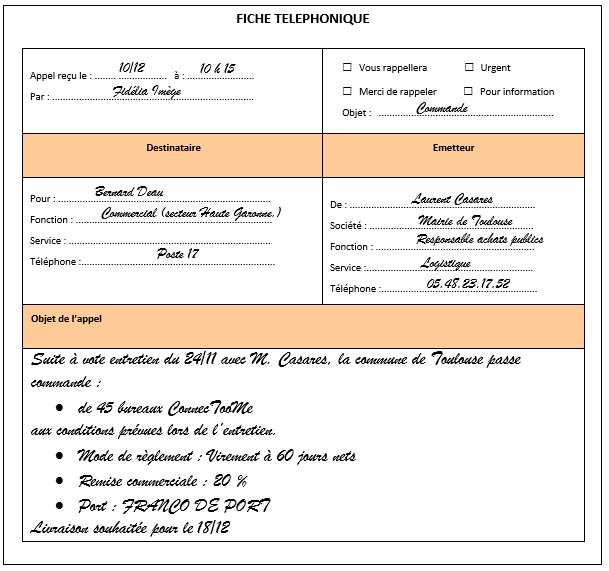 FICHE TELEPHONIQUE
Appel reçu le : ....... 10/12 ................ à : 10 h 15
Par : Fidélia Imège
☐ Vous rappellera ☐ Urgent
☐ Merci de rappeler ☐ Pour information
Objet : Commande
Destinataire
Emetteur
Pour : Bernard Deau
Fonction : Commercial (secteur Haute Garonne.)
Service : ................................................
Téléphone : Poste 17
De : Laurent Casares
Société : Mairie de Toulouse
Fonction : Responsable achats publics
Service : Logistique
Téléphone : 05.48.23.17.52
Objet de l’appel
Suite à vote entretien du 24/11 avec M. Casares, la commune de Toulouse passe
commande :
• de 45 bureaux ConnecTooMe
aux conditions prévues lors de l’entretien.
• Mode de règlement : Virement à 60 jours nets
• Remise commerciale : 20 %
• Port : FRANCO DE PORT
Livraison souhaitée pour le 18/12